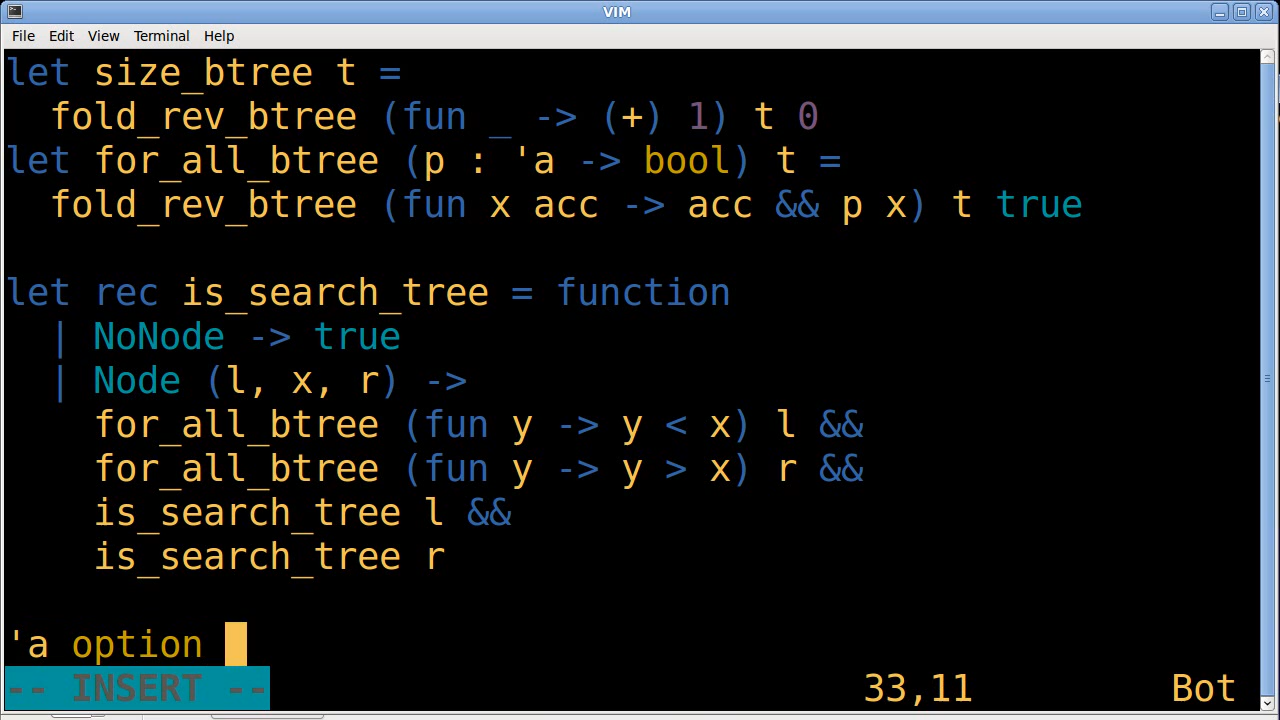 VIM
File Edit View Terminal Help
let size_btree t =
  fold_rev_btree (fun _ -> (+) 1) t 0
let for_all_btree (p : 'a -> bool) t =
  fold_rev_btree (fun x acc -> acc && p x) t true

let rec is_search_tree = function
  | NoNode -> true
  | Node (l, x, r) ->
    for_all_btree (fun y -> y < x) l &&
    for_all_btree (fun y -> y > x) r &&
    is_search_tree l &&
    is_search_tree r

'a option
-- INSERT -- 33,11 Bot